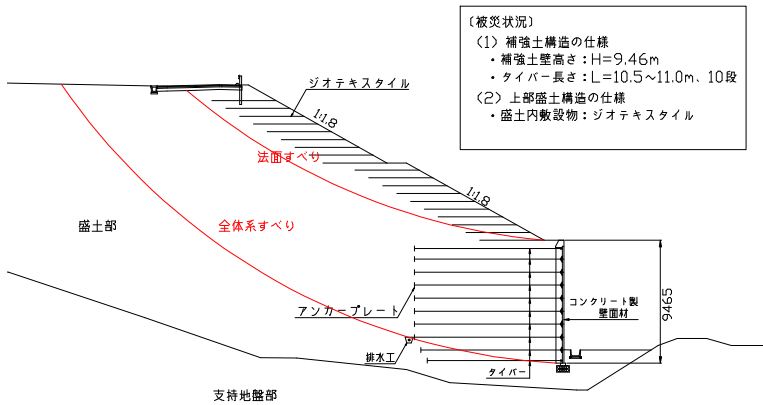 〔被災状況〕
(1) 補強土構造の仕様
・補強土壁高さ:H=9.46m
・タイバー長さ:L=10.5~11.0m、10段
(2) 上部盛土構造の仕様
・盛土内敷設物:ジオテキスタイル
ジオテキスタイル
1:1.8
法面すべり
1:1.8
全体系すべり
盛土部
アンカープレート
コンクリート製
壁面材
9465
排水工
タイバー
支持地盤部